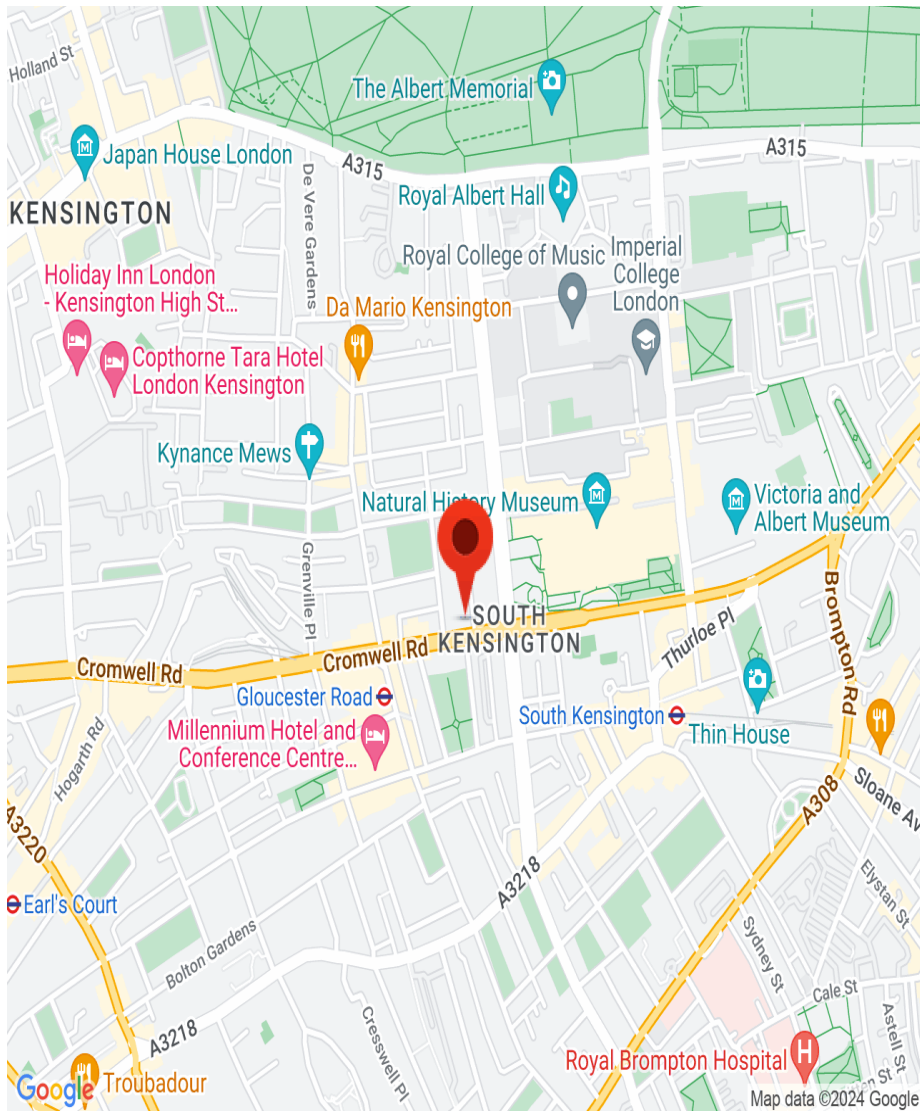 Holland St
The Albert Memorial
Japan House London
A315
A315
De Vere Gardens
Royal Albert Hall
KENSINGTON
Royal College of Music
Imperial
College
London
Holiday Inn London
- Kensington High St...
Da Mario Kensington
Copthorne Tara Hotel
London Kensington
Kynance Mews
Natural History Museum
Victoria and
Albert Museum
Grenville Pl
SOUTH
KENSINGTON
Thurloe Pl
Brompton Rd
Cromwell Rd
Cromwell Rd
Gloucester Road
South Kensington
Millennium Hotel and
Conference Centre...
Thin House
Hogarth Rd
A308
Sloane Av
A3220
A3218
Earl's Court
Elystan St
Bolton Gardens
Sydney St
Cale St
Astell St
A3218
Cresswell Pl
Royal Brompton Hospital
H
Troubadour
Google
Map data ©2024 Google